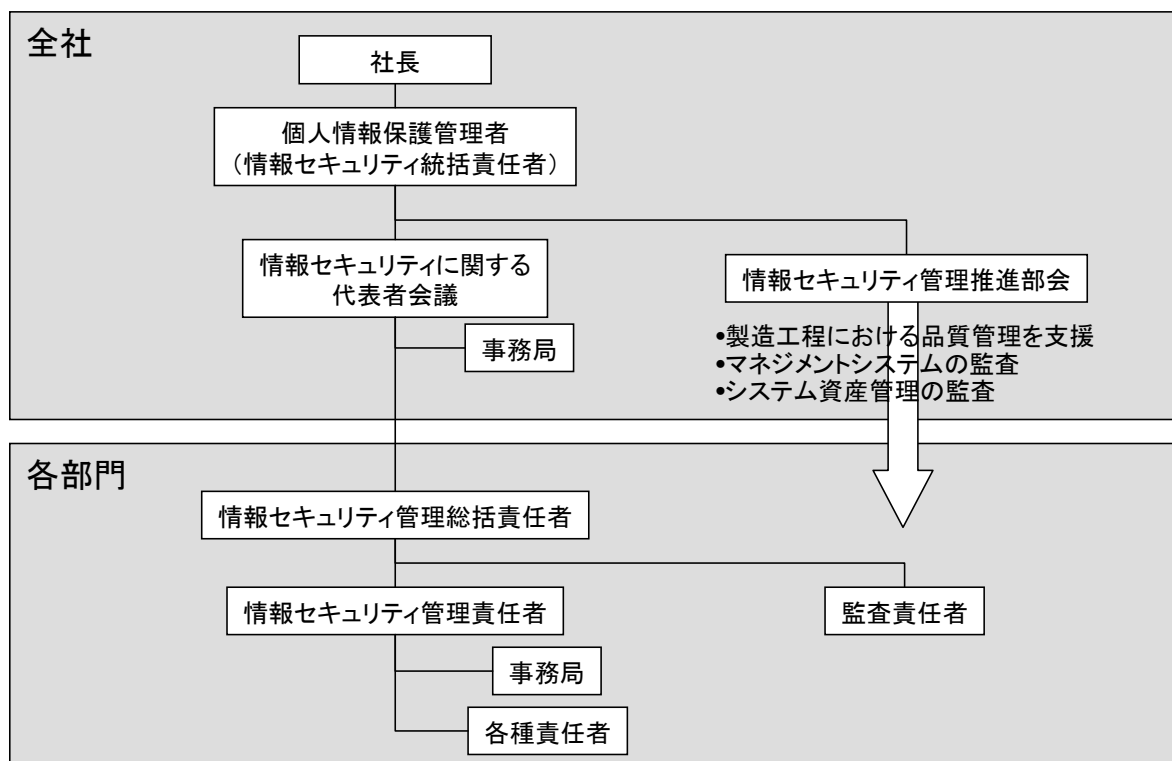 全社
社長
個人情報保護管理者
（情報セキュリティ統括責任者）
情報セキュリティに関する
代表者会議
情報セキュリティ管理推進部会
事務局
•製造工程における品質管理を支援
•マネジメントシステムの監査
•システム資産管理の監査
各部門
情報セキュリティ管理総括責任者
情報セキュリティ管理責任者
監査責任者
事務局
各種責任者